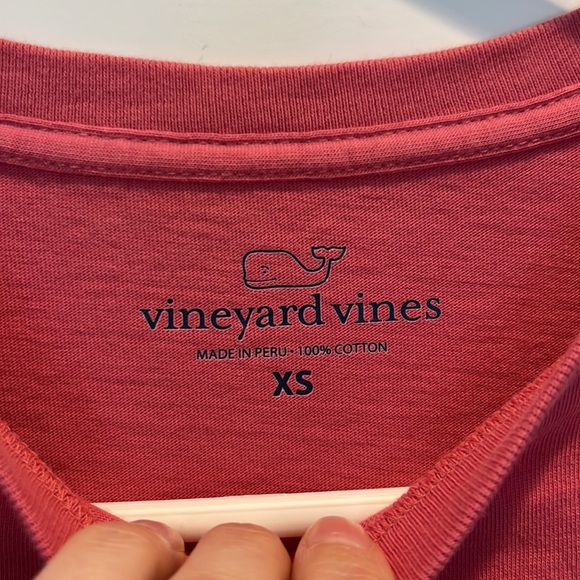 vineyard vines
MADE IN PERU • 100% COTTON
XS